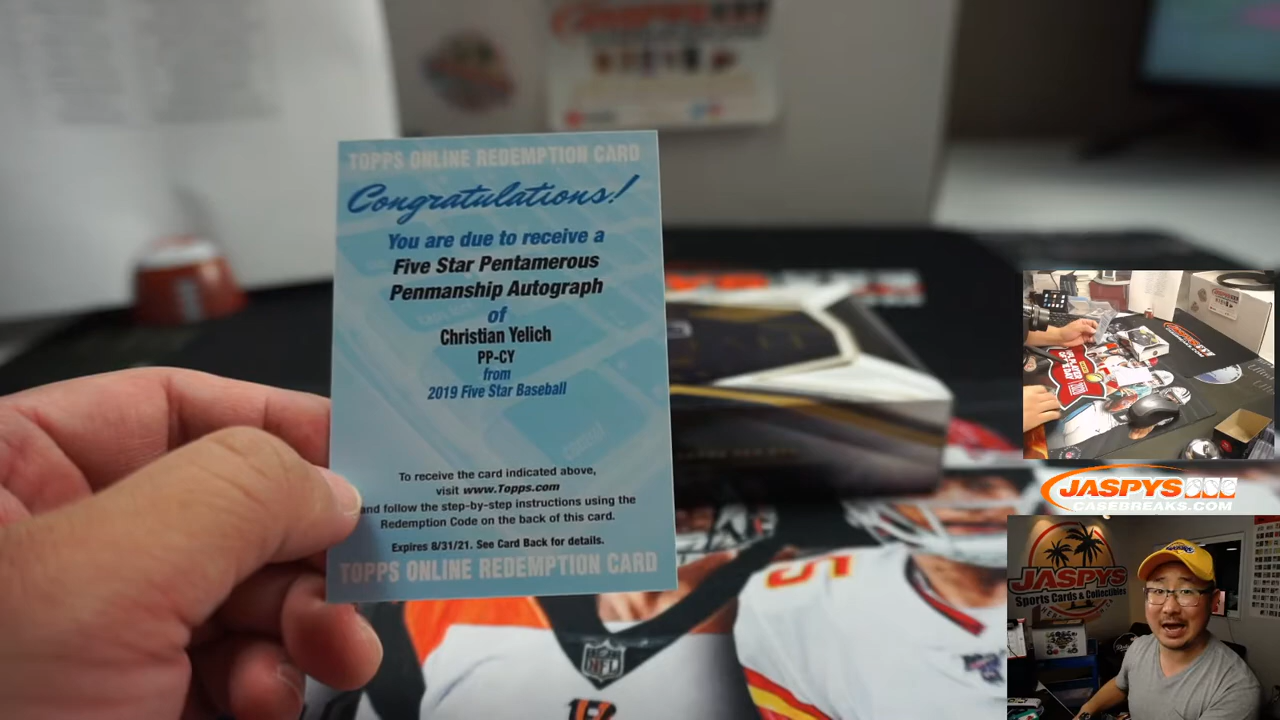 TOPPS ONLINE REDEMPTION CARD
Congratulations!
You are due to receive a
Five Star Pentamerous
Penmanship Autograph
of
Christian Yelich
PP-CY
from
2019 Five Star Baseball
To receive the card indicated above,
visit www.Topps.com
and follow the step-by-step instructions using the
Redemption Code on the back of this card.
Expires 8/31/21. See Card Back for details.
TOPPS ONLINE REDEMPTION CARD
NFL
JASPYS
CASEBREAKS.COM
JASPYS
Sports Cards & Collectibles